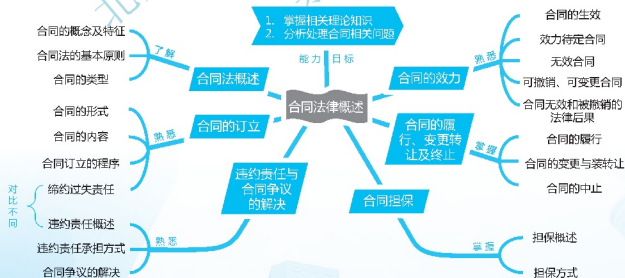 1. 掌握相关理论知识
2. 分析处理合同相关问题
能力目标
合同法律概述
合同的概念及特征
合同法的基本原则
合同的类型
了解
合同法概述
合同的形式
合同的内容
合同订立的程序
缔约过失责任
熟悉
合同的订立
对比不同
违约责任概述
违约责任承担方式
合同争议的解决
熟悉
违约责任与
合同争议
的解决
合同的生效
效力待定合同
无效合同
可撤销、可变更合同
合同无效和被撤销的
法律后果
熟悉
合同的效力
合同的履
行、变更转
让及终止
掌握
合同的履行
合同的变更与装转让
合同的中止
合同担保
掌握
担保概述
担保方式